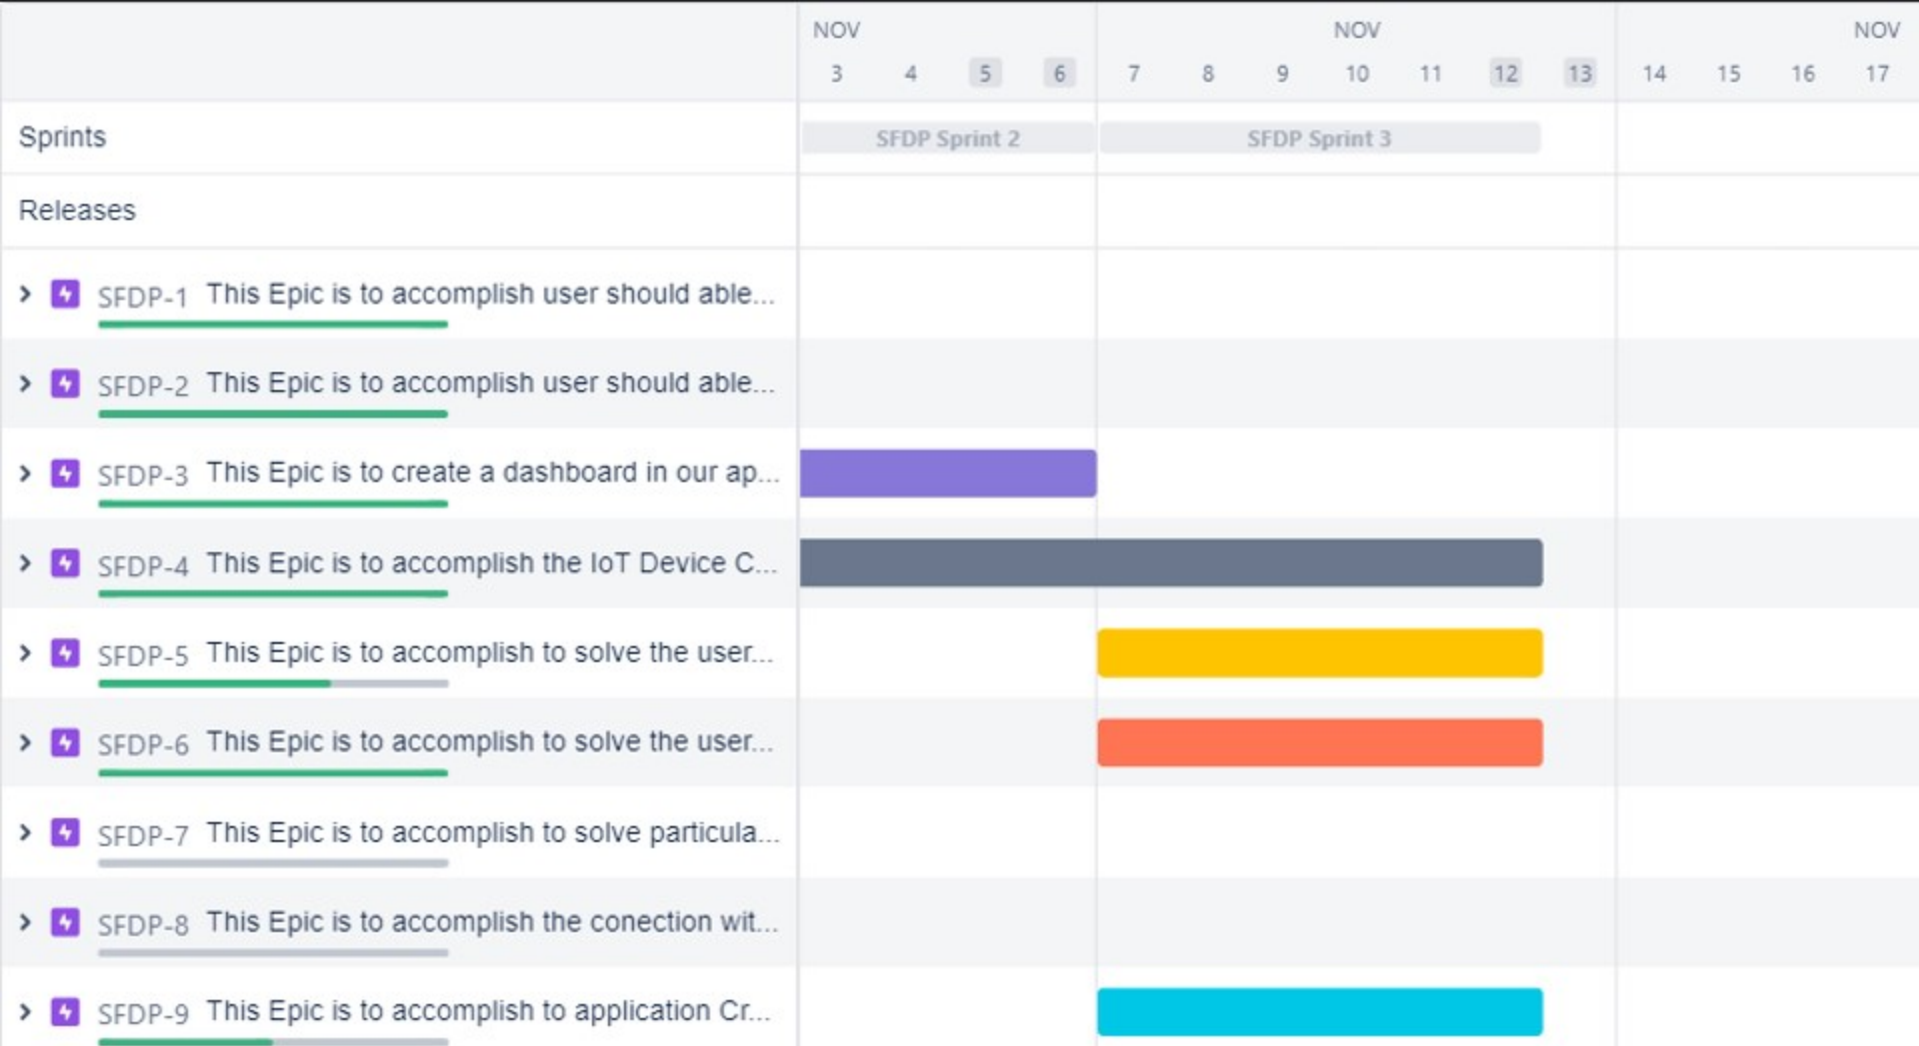 NOV NOV NOV
3 4 5 6 7 8 9 10 11 12 13 14 15 16 17
Sprints SFDP Sprint 2 SFDP Sprint 3
Releases
SFDP-1 This Epic is to accomplish user should able...
SFDP-2 This Epic is to accomplish user should able...
SFDP-3 This Epic is to create a dashboard in our ap...
SFDP-4 This Epic is to accomplish the IoT Device C...
SFDP-5 This Epic is to accomplish to solve the user...
SFDP-6 This Epic is to accomplish to solve the user...
SFDP-7 This Epic is to accomplish to solve particula...
SFDP-8 This Epic is to accomplish the conection wit...
SFDP-9 This Epic is to accomplish to application Cr...